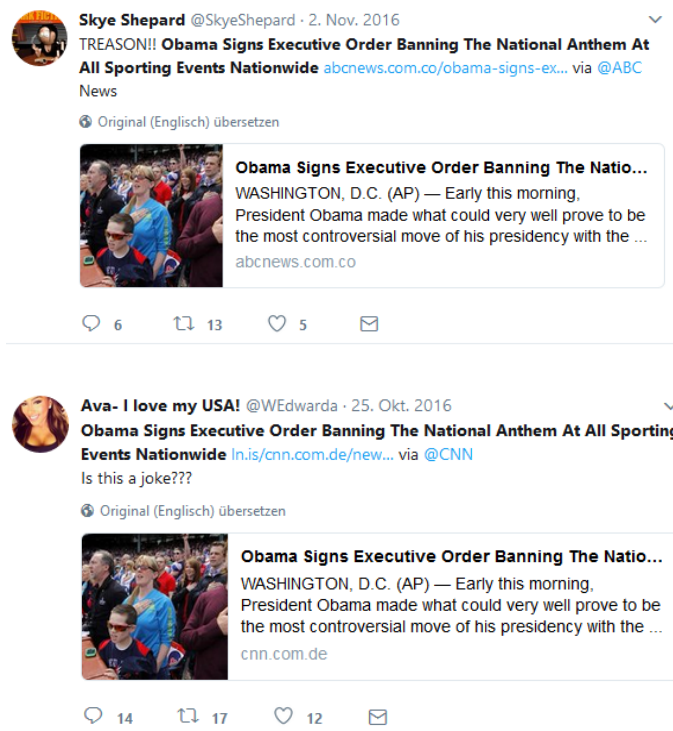 Skye Shepard @SkyeShepard · 2. Nov. 2016
TREASON!! Obama Signs Executive Order Banning The National Anthem At
All Sporting Events Nationwide abcnews.com.co/obama-signs-ex... via @ABC
News
Original (Englisch) übersetzen
Obama Signs Executive Order Banning The Natio...
WASHINGTON, D.C. (AP) — Early this morning,
President Obama made what could very well prove to be
the most controversial move of his presidency with the ...
abcnews.com.co
6 13 5
Ava- I love my USA! @WEdwarda · 25. Okt. 2016
Obama Signs Executive Order Banning The National Anthem At All Sporting
Events Nationwide ln.is/cnn.com.de/new... via @CNN
Is this a joke???
Original (Englisch) übersetzen
Obama Signs Executive Order Banning The Natio...
WASHINGTON, D.C. (AP) — Early this morning,
President Obama made what could very well prove to be
the most controversial move of his presidency with the ...
cnn.com.de
14 17 12